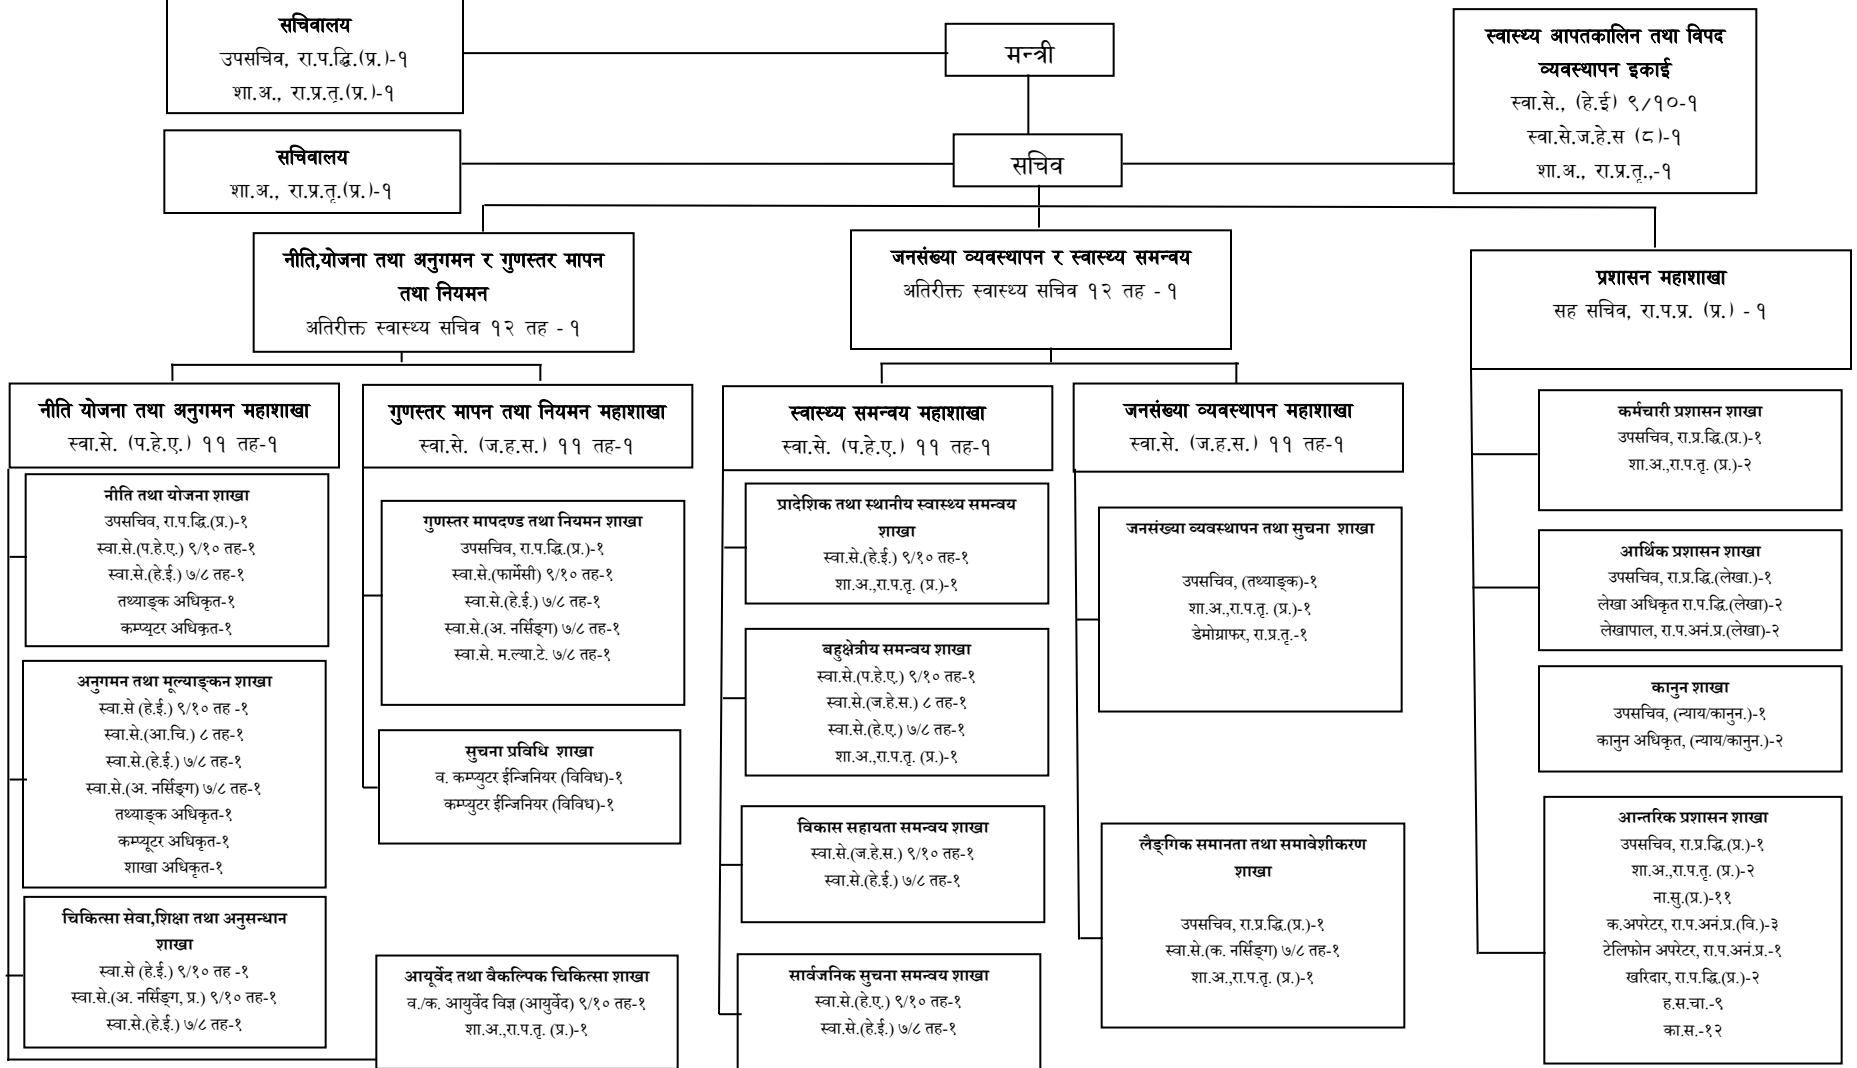 सचिवालय
उपसचिव, रा.प.द्धि.(प्र.)-१
शा.अ., रा.प्र.तृ.(प्र.)-१
मन्त्री
स्वास्थ्य आपतकालिन तथा विपद
व्यवस्थापन इकाई
स्वा.से., (हे.ई) ९/१०-१
स्वा.से.ज.हे.स (८)-१
शा.अ., रा.प्र.तृ.,-१
सचिवालय
शा.अ., रा.प्र.तृ.(प्र.)-१
सचिव
नीति,योजना तथा अनुगमन र गुणस्तर मापन
तथा नियमन
अतिरीक्त स्वास्थ्य सचिव १२ तह - १
जनसंख्या व्यवस्थापन र स्वास्थ्य समन्वय
अतिरीक्त स्वास्थ्य सचिव १२ तह - १
प्रशासन महाशाखा
सह सचिव, रा.प.प्र. (प्र.) - १
नीति योजना तथा अनुगमन महाशाखा
स्वा.से. (प.हे.ए.) ११ तह-१
गुणस्तर मापन तथा नियमन महाशाखा
स्वा.से. (ज.ह.स.) ११ तह-१
स्वास्थ्य समन्वय महाशाखा
स्वा.से. (प.हे.ए.) ११ तह-१
जनसंख्या व्यवस्थापन महाशाखा
स्वा.से. (ज.ह.स.) ११ तह-१
नीति तथा योजना शाखा
उपसचिव, रा.प.द्धि.(प्र.)-१
स्वा.से.(प.हे.ए.) ९/१० तह-१
स्वा.से.(हे.ई.) ७/८ तह-१
तथ्याङ्क अधिकृत-१
कम्प्यूटर अधिकृत-१
अनुगमन तथा मूल्याङ्कन शाखा
स्वा.से (हे.ई.) ९/१० तह -१
स्वा.से.(आ.चि.) ८ तह-१
स्वा.से.(हे.ई.) ७/८ तह-१
स्वा.से.(अ. नर्सिङ्ग) ७/८ तह-१
तथ्याङ्क अधिकृत-१
कम्प्यूटर अधिकृत-१
शाखा अधिकृत-१
चिकित्सा सेवा,शिक्षा तथा अनुसन्धान
शाखा
स्वा.से (हे.ई.) ९/१० तह -१
स्वा.से.(अ. नर्सिङ्ग, प्र.) ९/१० तह-१
स्वा.से.(हे.ई.) ७/८ तह-१
गुणस्तर मापदण्ड तथा नियमन शाखा
उपसचिव, रा.प.द्धि.(प्र.)-१
स्वा.से.(फार्मेसी) ९/१० तह-१
स्वा.से.(हे.ई.) ७/८ तह-१
स्वा.से.(अ. नर्सिङ्ग) ७/८ तह-१
स्वा.से. म.ल्या.टे. ७/८ तह-१
सुचना प्रविधि शाखा
व. कम्प्युटर ईन्जिनियर (विविध)-१
कम्प्युटर ईन्जिनियर (विविध)-१
आयूर्वेद तथा वैकल्पिक चिकित्सा शाखा
व./क. आयुर्वेद विज्ञ (आयुर्वेद) ९/१० तह-१
शा.अ.,रा.प.तृ. (प्र.)-१
प्रादेशिक तथा स्थानीय स्वास्थ्य समन्वय
शाखा
स्वा.से.(हे.ई.) ९/१० तह-१
शा.अ.,रा.प.तृ. (प्र.)-१
बहुक्षेत्रीय समन्वय शाखा
स्वा.से.(प.हे.ए.) ९/१० तह-१
स्वा.से.(ज.हे.स.) ८ तह-१
स्वा.से.(हे.ए.) ७/८ तह-१
शा.अ.,रा.प.तृ. (प्र.)-१
विकास सहायता समन्वय शाखा
स्वा.से.(ज.हे.स.) ९/१० तह-१
स्वा.से.(हे.ई.) ७/८ तह-१
सार्वजनिक सुचना समन्वय शाखा
स्वा.से.(हे.ए.) ९/१० तह-१
स्वा.से.(हे.ई.) ७/८ तह-१
जनसंख्या व्यवस्थापन तथा सुचना शाखा
उपसचिव, (तथ्याङ्क)-१
शा.अ.,रा.प.तृ. (प्र.)-१
डेमोग्राफर, रा.प्र.तृ.-१
लैङ्गिक समानता तथा समावेशीकरण
शाखा
उपसचिव, रा.प्र.द्धि.(प्र.)-१
स्वा.से.(क. नर्सिङ्ग) ७/८ तह-१
शा.अ.,रा.प.तृ. (प्र.)-१
कर्मचारी प्रशासन शाखा
उपसचिव, रा.प्र.द्धि.(प्र.)-१
शा.अ.,रा.प.तृ. (प्र.)-२
आर्थिक प्रशासन शाखा
उपसचिव, रा.प्र.द्धि.(लेखा.)-१
लेखा अधिकृत रा.प.द्धि.(लेखा)-२
लेखापाल, रा.प.अनं.प्र.(लेखा)-२
कानुन शाखा
उपसचिव, (न्याय/कानुन.)-१
कानुन अधिकृत, (न्याय/कानुन.)-२
आन्तरिक प्रशासन शाखा
उपसचिव, रा.प्र.द्धि.(प्र.)-१
शा.अ.,रा.प.तृ. (प्र.)-२
ना.सु.(प्र.)-११
क.अपरेटर, रा.प.अनं.प्र.(वि.)-३
टेलिफोन अपरेटर, रा.प.अनं.प्र.-१
खरिदार, रा.प.द्धि.(प्र.)-२
ह.स.चा.-९
का.स.-१२